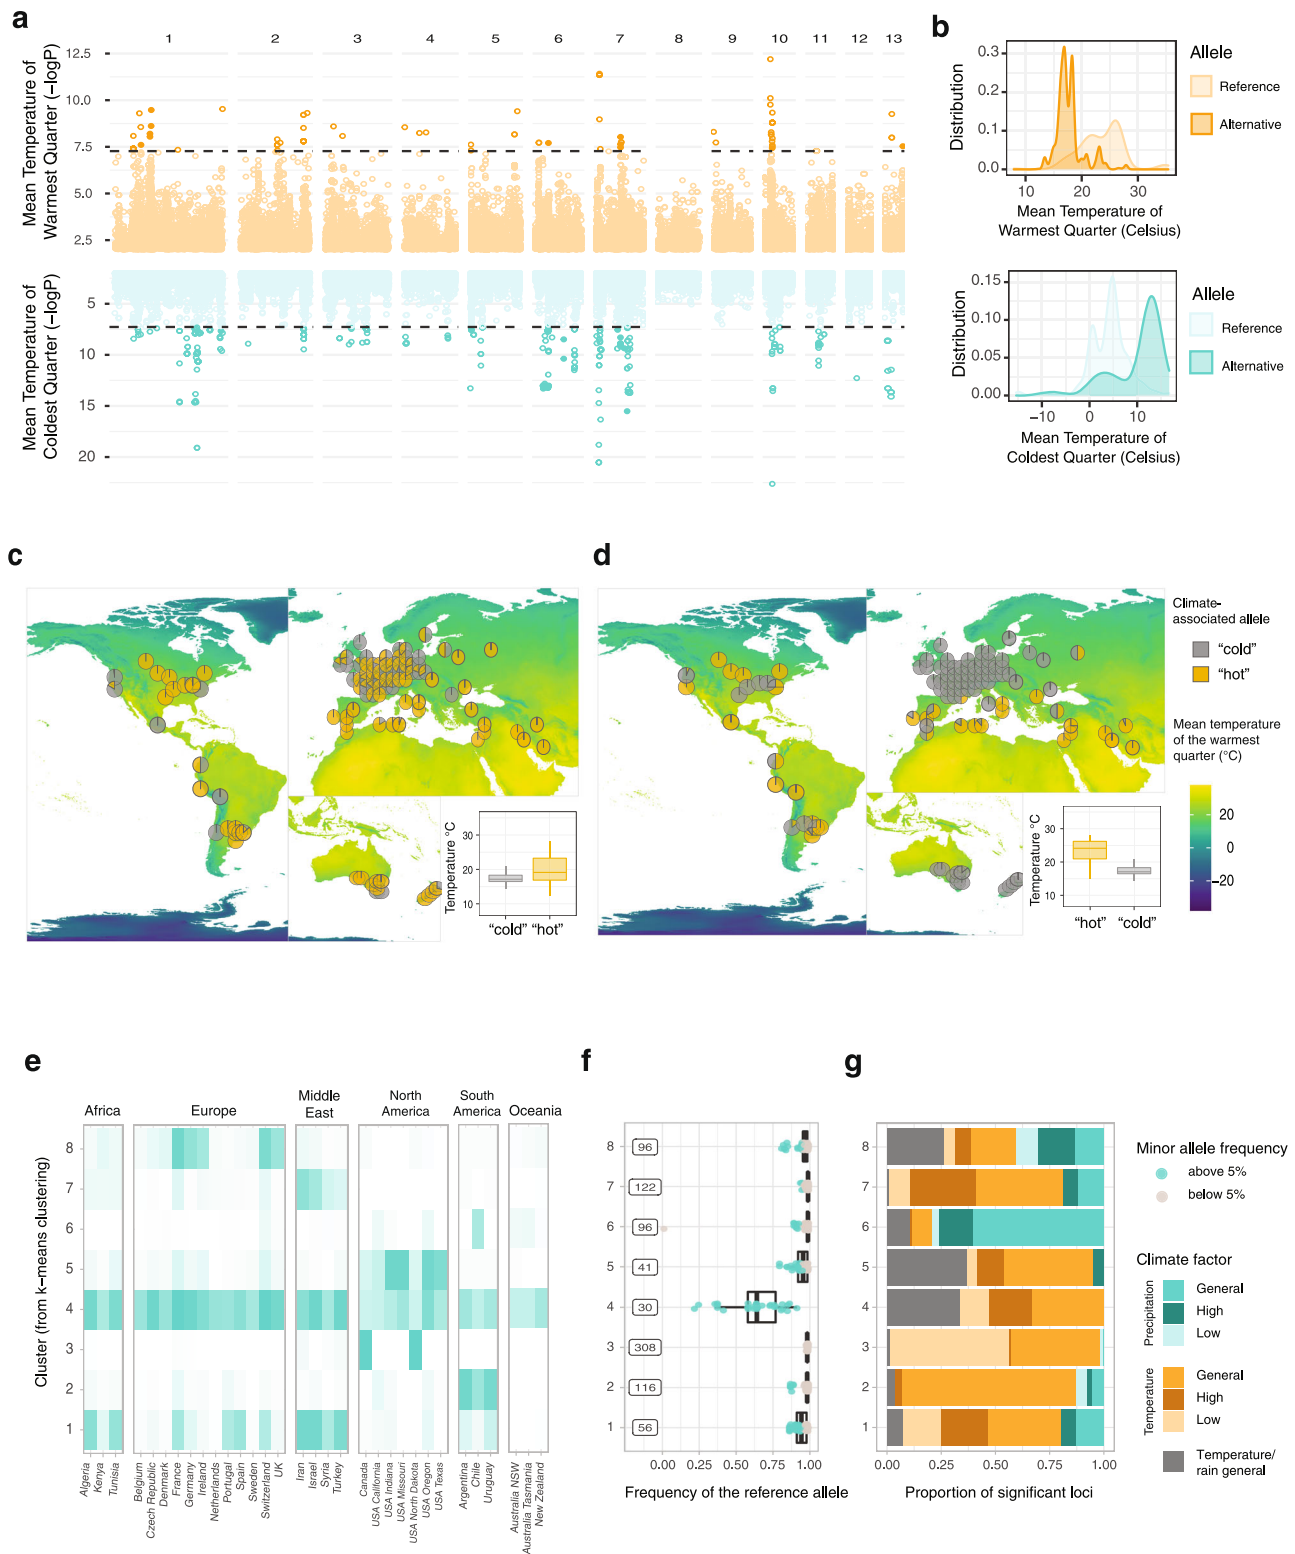 a
1 2 3 4 5 6 7 8 9 10 11 12 13
Mean Temperature of
Warmest Quarter (−logP)
12.5
10.0
7.5
5.0
2.5
Mean Temperature of
Coldest Quarter (−logP)
5
10
15
20
b
Distribution
0.3
0.2
0.1
0.0
10 20 30
Mean Temperature of
Warmest Quarter (Celsius)
Allele
Reference
Alternative
Distribution
0.15
0.10
0.05
0.00
−10 0 10
Mean Temperature of
Coldest Quarter (Celsius)
Allele
Reference
Alternative
c
Temperature °C
30
20
10
“cold” “hot”
d
Temperature °C
30
20
10
“hot” “cold”
Climate-
associated allele
“cold”
“hot”
Mean temperature
of the warmest
quarter (°C)
20
0
−20
e
Africa Europe Middle East North America South America Oceania
Cluster (from k−means clustering)
8
7
6
5
4
3
2
1
Algeria
Kenya
Tunisia
Belgium
Czech Republic
Denmark
France
Germany
Ireland
Netherlands
Portugal
Spain
Sweden
Switzerland
UK
Iran
Israel
Syria
Turkey
Canada
USA California
USA Indiana
USA Missouri
USA North Dakota
USA Oregon
USA Texas
Argentina
Chile
Uruguay
Australia NSW
Australia Tasmania
New Zealand
f
8 96
7 122
6 96
5 41
4 30
3 308
2 116
1 56
0.00 0.25 0.50 0.75 1.00
Frequency of the reference allele
g
8
7
6
5
4
3
2
1
0.00 0.25 0.50 0.75 1.00
Proportion of significant loci
Minor allele frequency
above 5%
below 5%
Climate factor
Precipitation
General
High
Low
Temperature
General
High
Low
Temperature/
rain general